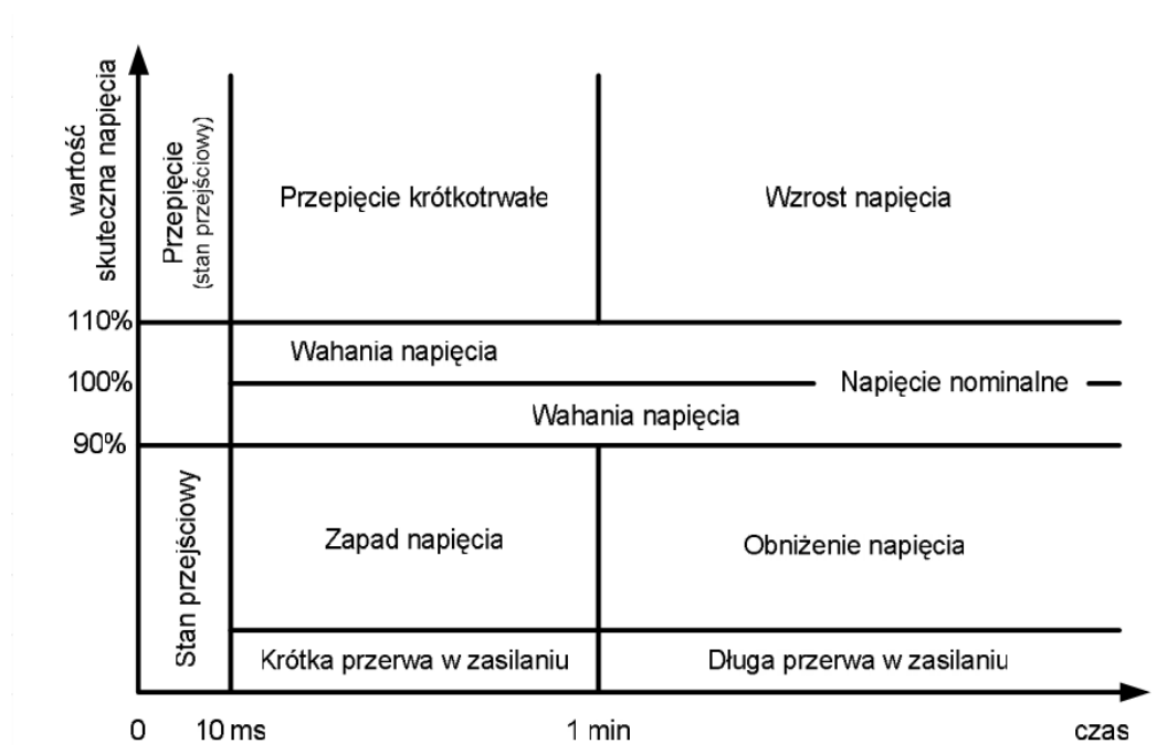 wartość
skuteczna napięcia
Przepięcie
(stan przejściowy)
Przepięcie krótkotrwałe
Wzrost napięcia
110%
Wahania napięcia
100%
Napięcie nominalne
Wahania napięcia
90%
Stan przejściowy
Zapad napięcia
Obniżenie napięcia
Krótka przerwa w zasilaniu
Długa przerwa w zasilaniu
0
10 ms
1 min
czas